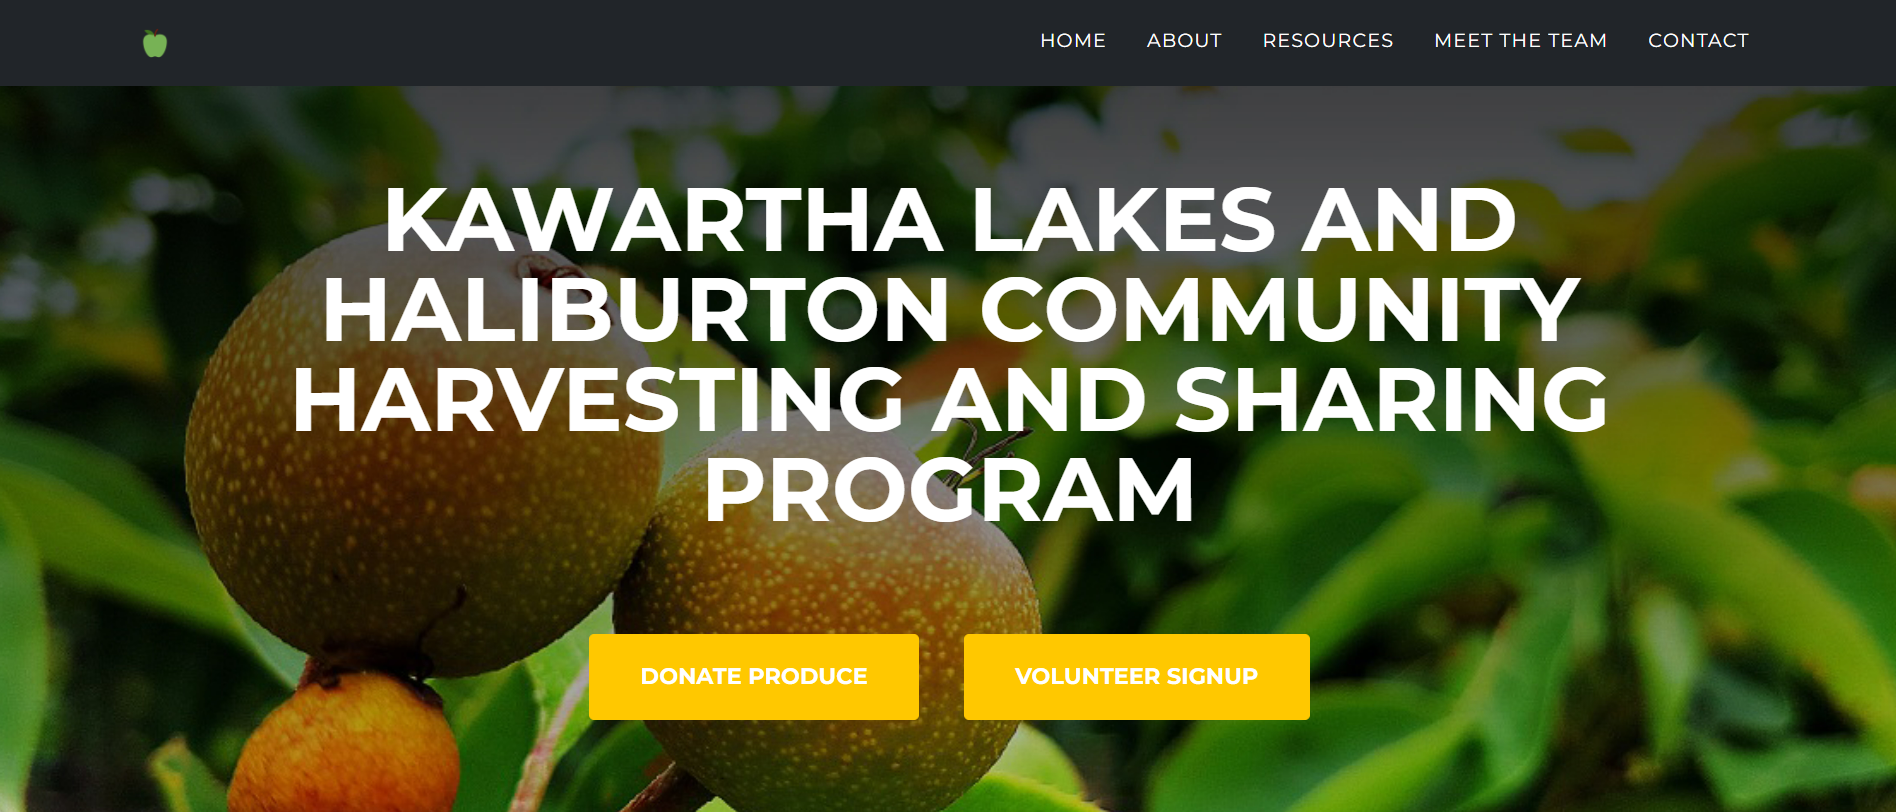 HOME ABOUT RESOURCES MEET THE TEAM CONTACT
KAWARTHA LAKES AND
HALIBURTON COMMUNITY
HARVESTING AND SHARING
PROGRAM
DONATE PRODUCE VOLUNTEER SIGNUP